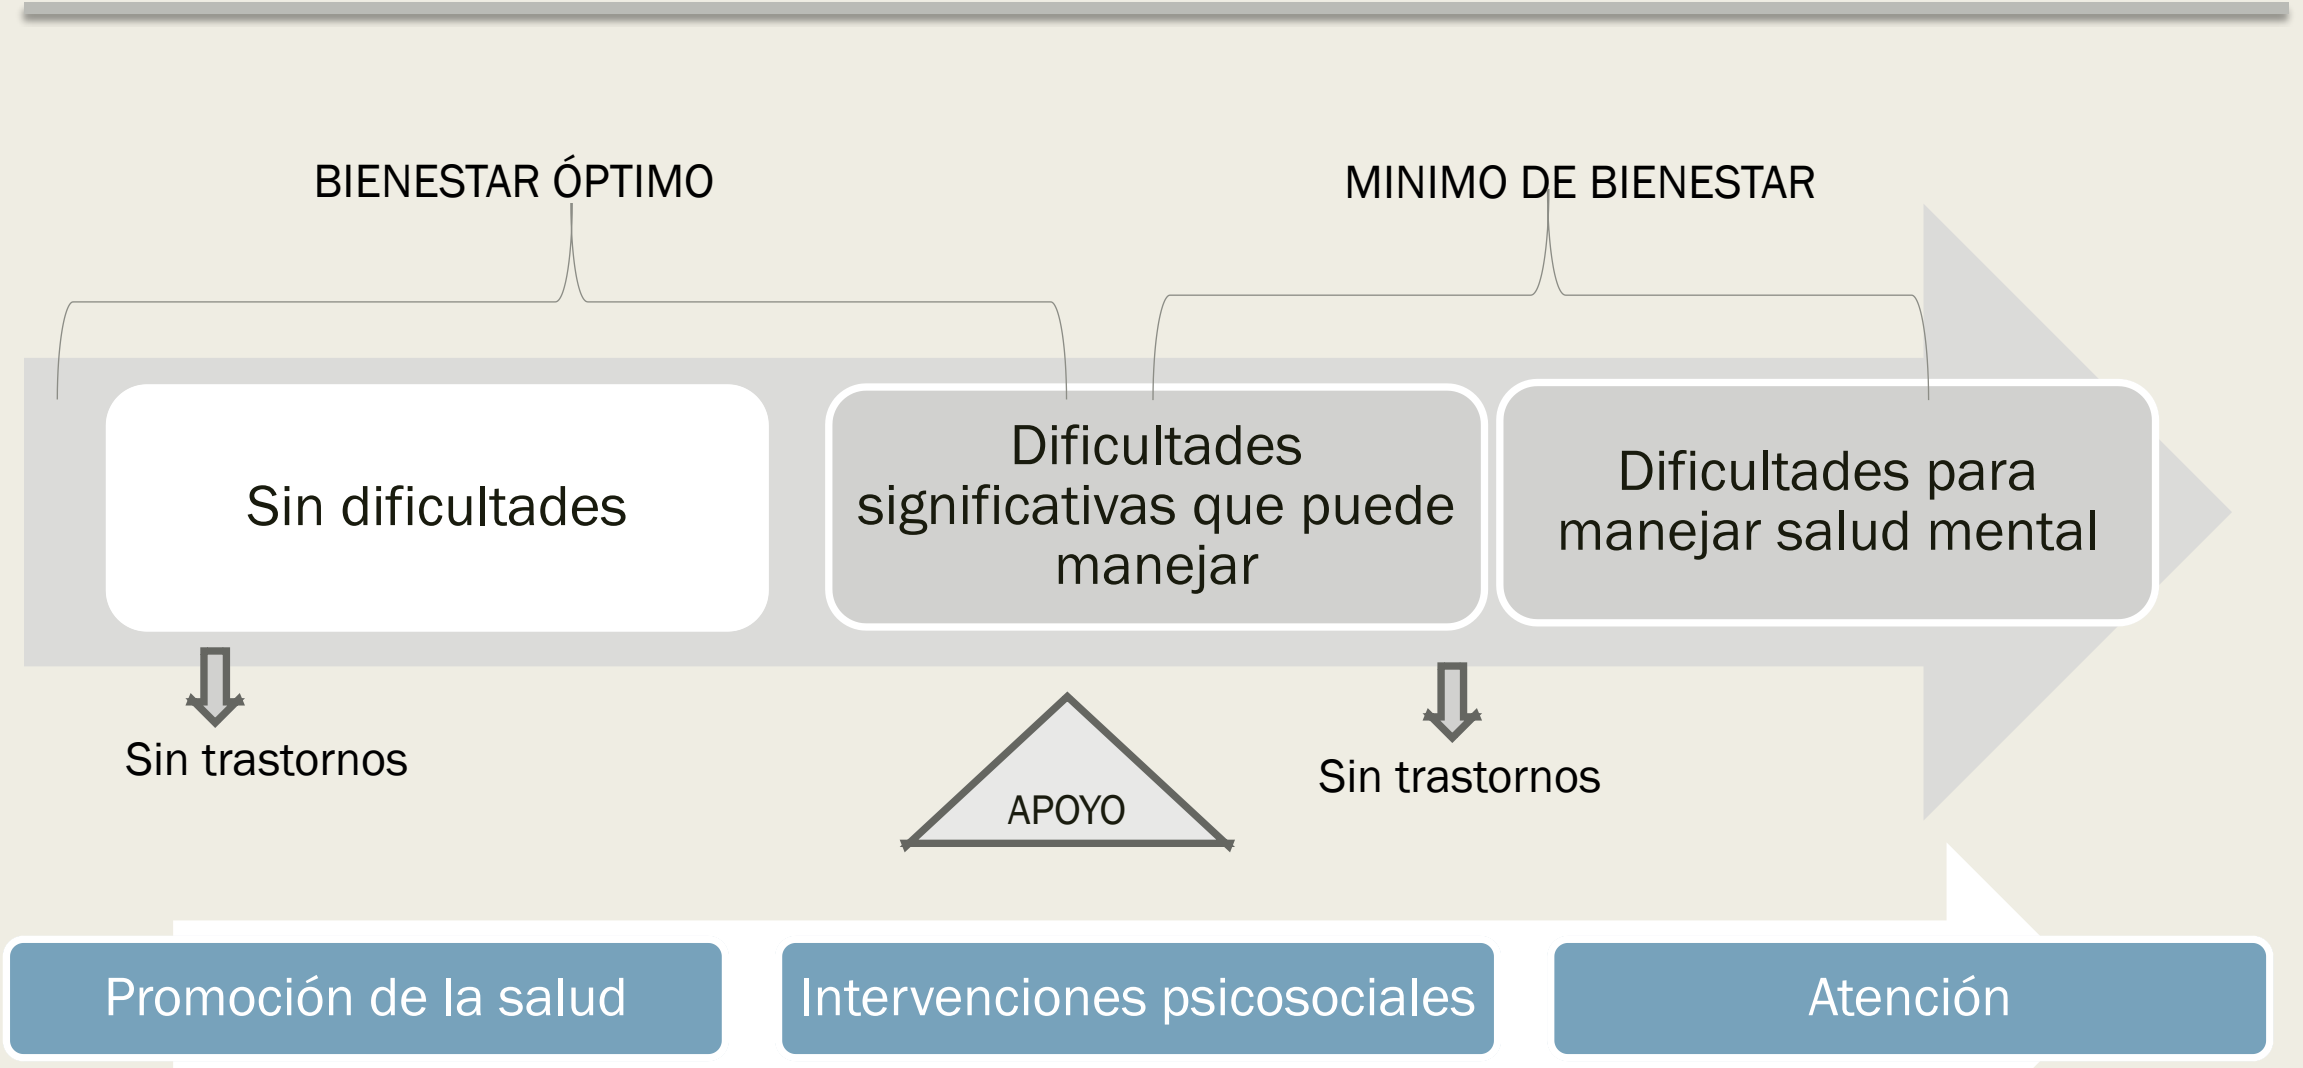 BIENESTAR ÓPTIMO
MINIMO DE BIENESTAR
Sin dificultades
Dificultades
significativas que puede
manejar
Dificultades para
manejar salud mental
Sin trastornos
APOYO
Sin trastornos
Promoción de la salud
Intervenciones psicosociales
Atención